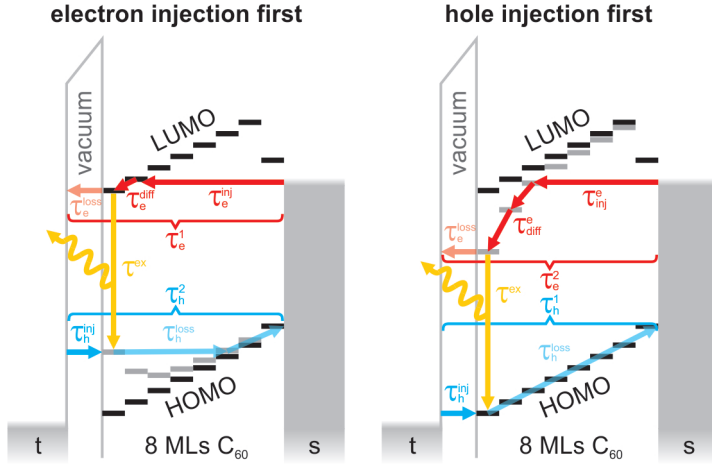 electron injection first
hole injection first
vacuum
LUMO
τ_e^loss
τ_e^diff
τ_e^inj
τ_e^1
τ^ex
τ_h^2
τ_h^inj
τ_h^loss
HOMO
t
8 MLs C₆₀
s
vacuum
LUMO
τ_inj^e
τ_diff^e
τ_e^loss
τ_e^2
τ^ex
τ_h^1
τ_h^loss
τ_h^inj
HOMO
t
8 MLs C₆₀
s